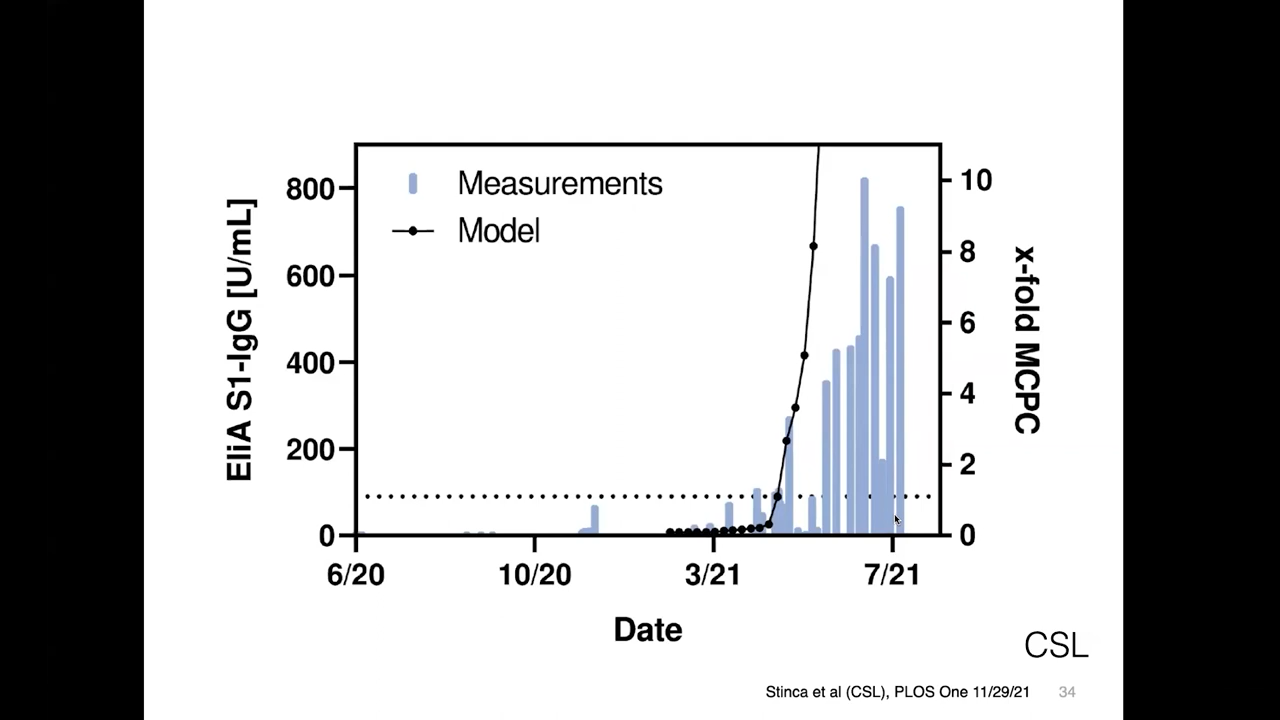 Measurements
Model
EliA S1-IgG [U/mL]
800
600
400
200
0
10
8
6
4
2
0
x-fold MCPC
6/20 10/20 3/21 7/21
Date
CSL
Stinca et al (CSL), PLOS One 11/29/21 34